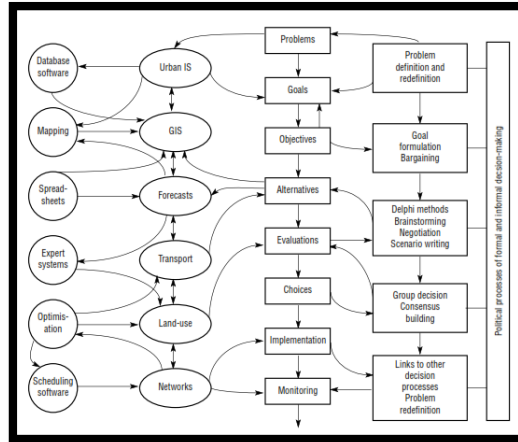 Database
software
Mapping
Spread-
sheets
Expert
systems
Optimis-
ation
Scheduling
software
Urban IS
GIS
Forecasts
Transport
Land-use
Networks
Problems
Goals
Objectives
Alternatives
Evaluations
Choices
Implementation
Monitoring
Problem
definition and
redefinition
Goal
formulation
Bargaining
Delphi methods
Brainstorming
Negotiation
Scenario writing
Group decision
Consensus
building
Links to other
decision
processes
Problem
redefinition
Political processes of formal and informal decision-making